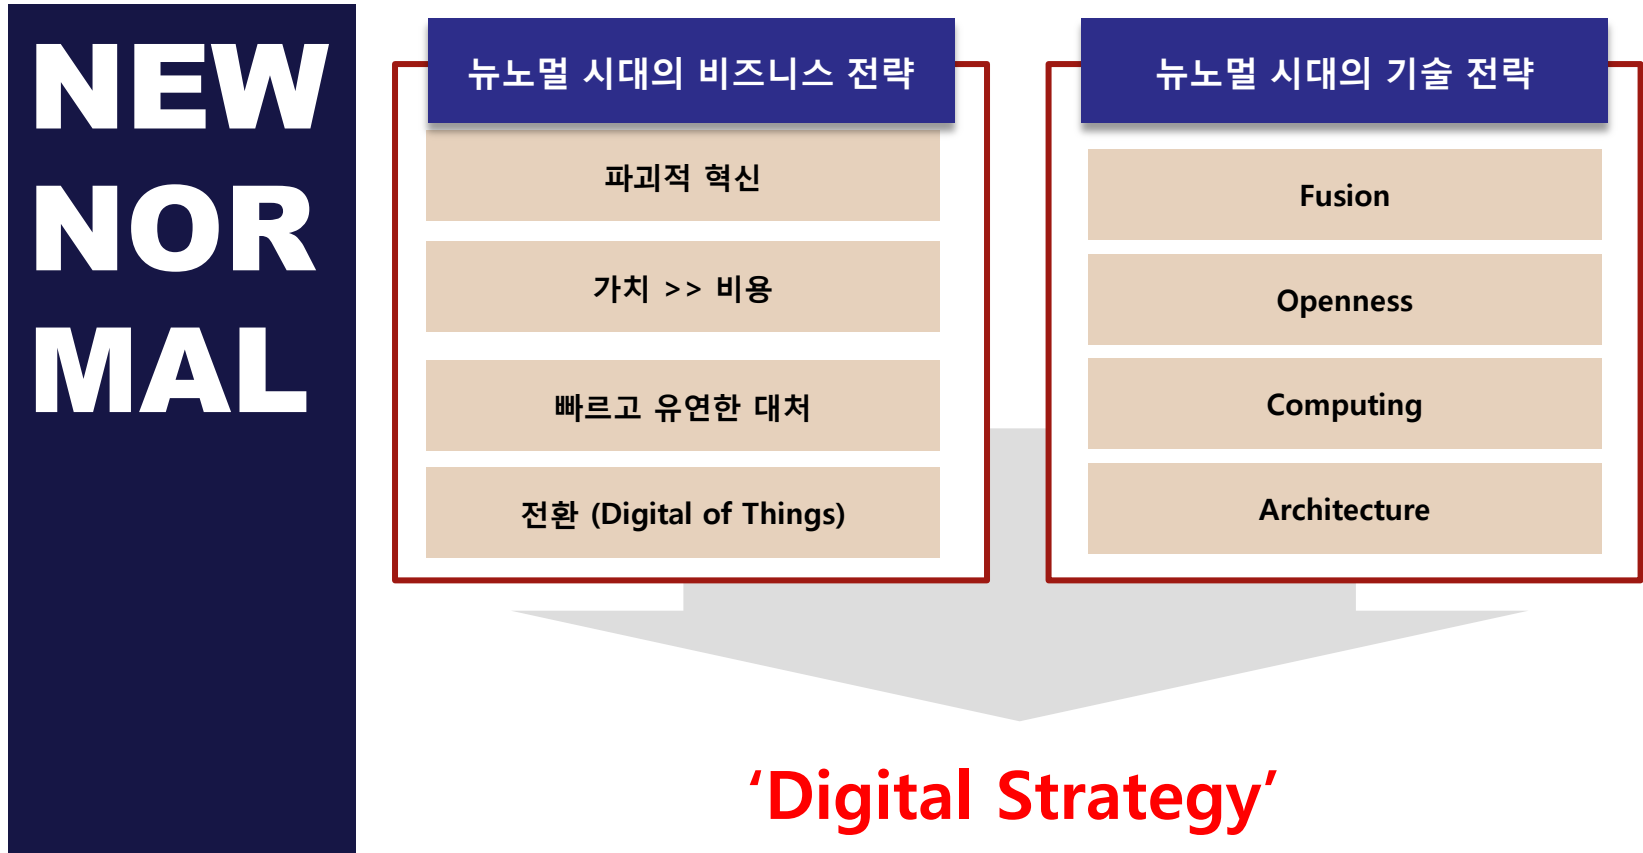 NEW
NOR
MAL
뉴노멀 시대의 비즈니스 전략
파괴적 혁신
가치 >> 비용
빠르고 유연한 대처
전환 (Digital of Things)
뉴노멀 시대의 기술 전략
Fusion
Openness
Computing
Architecture
‘Digital Strategy’